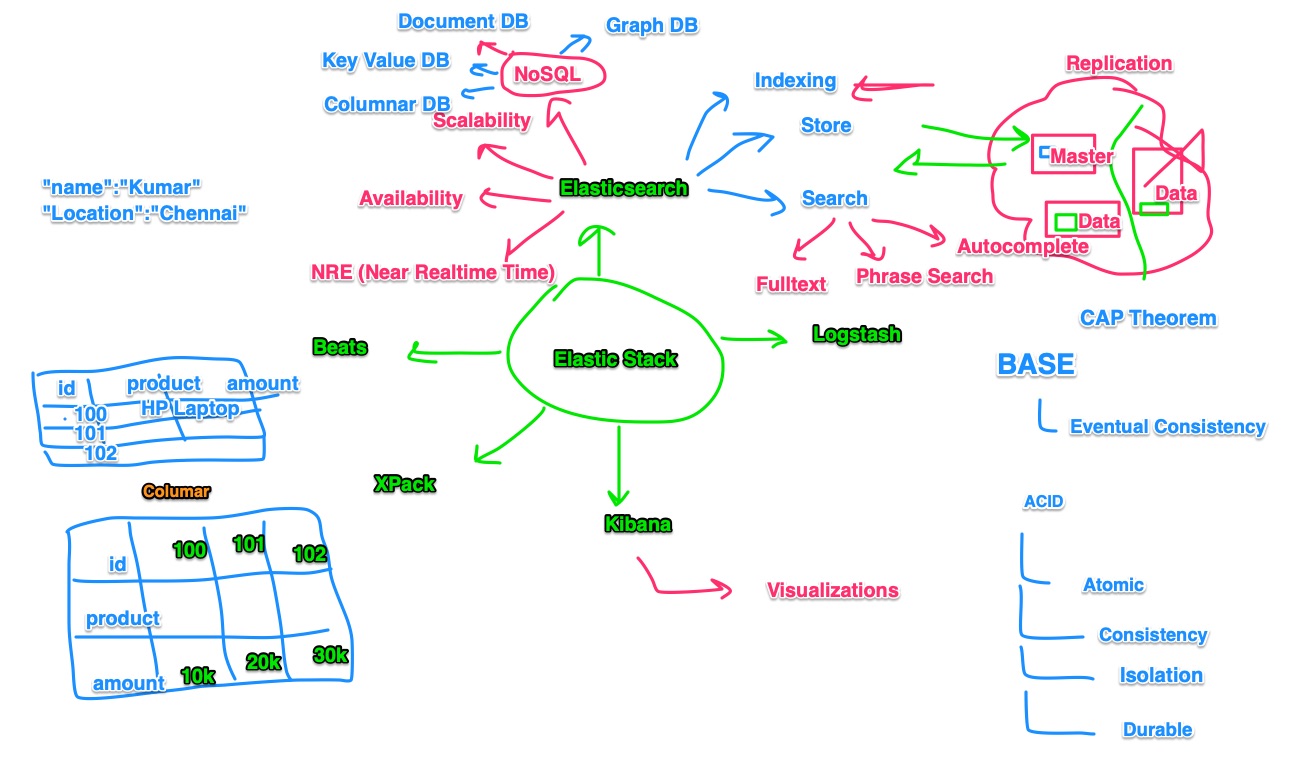 Document DB
Graph DB
Key Value DB
NoSQL
Columnar DB
Scalability
Indexing
Replication
Store
Master
"name":"Kumar"
"Location":"Chennai"
Elasticsearch
Availability
Search
Data
Data
Autocomplete
NRE (Near Realtime Time)
Fulltext
Phrase Search
CAP Theorem
Beats
Elastic Stack
Logstash
BASE
Eventual Consistency
id product amount
100 HP Laptop
101
102
XPack
Columar
Kibana
ACID
id 100 101 102
product
amount 10k 20k 30k
Visualizations
Atomic
Consistency
Isolation
Durable